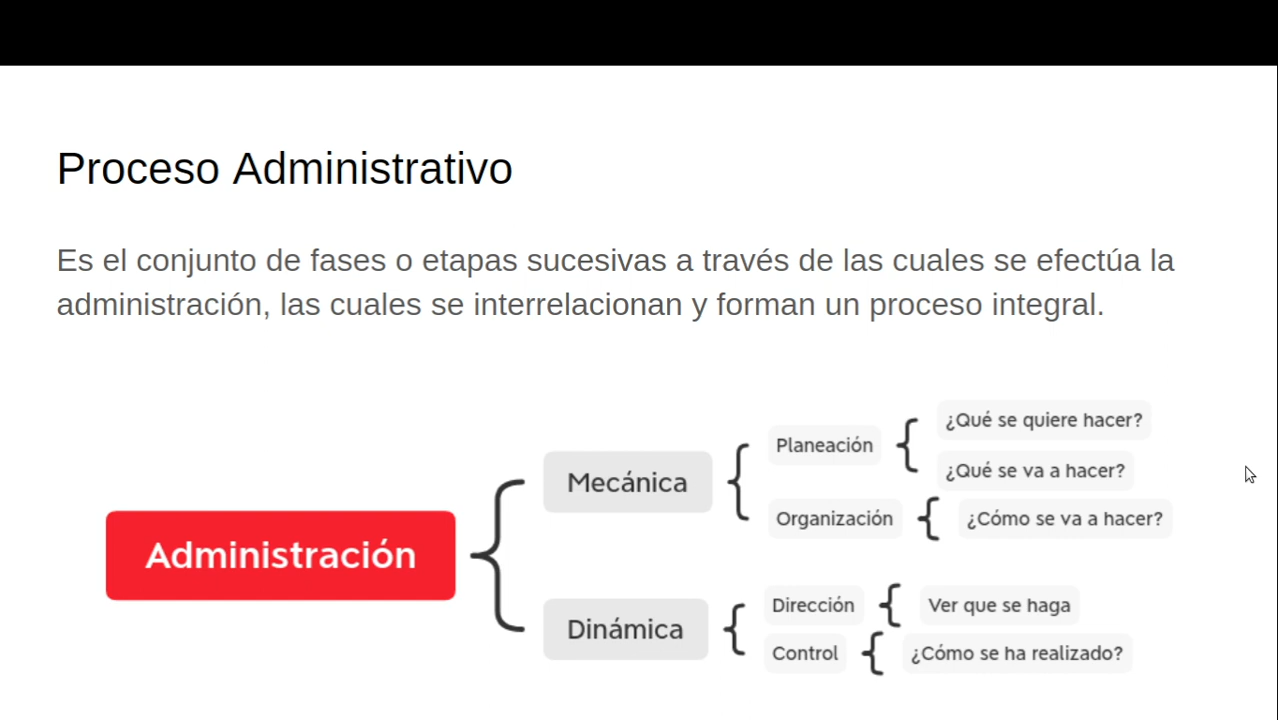 Proceso Administrativo
Es el conjunto de fases o etapas sucesivas a través de las cuales se efectúa la
administración, las cuales se interrelacionan y forman un proceso integral.
Administración
Mecánica
Planeación
¿Qué se quiere hacer?
¿Qué se va a hacer?
Organización
¿Cómo se va a hacer?
Dinámica
Dirección
Ver que se haga
Control
¿Cómo se ha realizado?